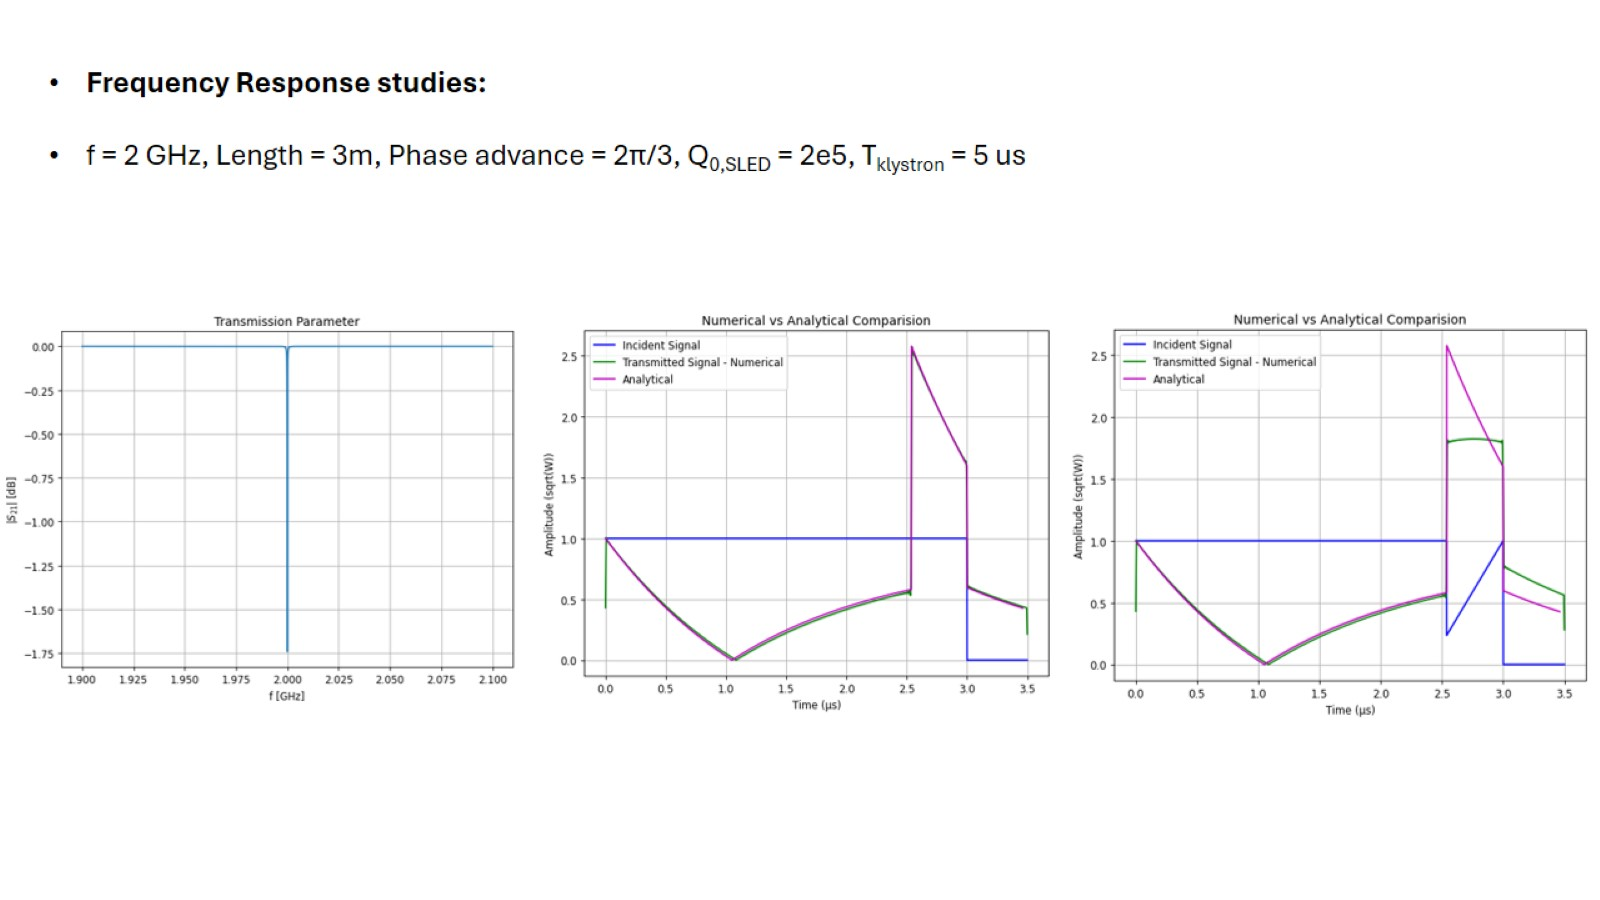 • Frequency Response studies:
• f = 2 GHz, Length = 3m, Phase advance = 2π/3, Q0,SLED = 2e5, Tklystron = 5 us
Transmission Parameter
0.00
−0.25
−0.50
−0.75
−1.00
−1.25
−1.50
−1.75
|S21| [dB]
1.900 1.925 1.950 1.975 2.000 2.025 2.050 2.075 2.100
f [GHz]
Numerical vs Analytical Comparision
Incident Signal
Transmitted Signal - Numerical
Analytical
2.5
2.0
1.5
1.0
0.5
0.0
Amplitude (sqrt(W))
0.0 0.5 1.0 1.5 2.0 2.5 3.0 3.5
Time (μs)
Numerical vs Analytical Comparision
Incident Signal
Transmitted Signal - Numerical
Analytical
2.5
2.0
1.5
1.0
0.5
0.0
Amplitude (sqrt(W))
0.0 0.5 1.0 1.5 2.0 2.5 3.0 3.5
Time (μs)